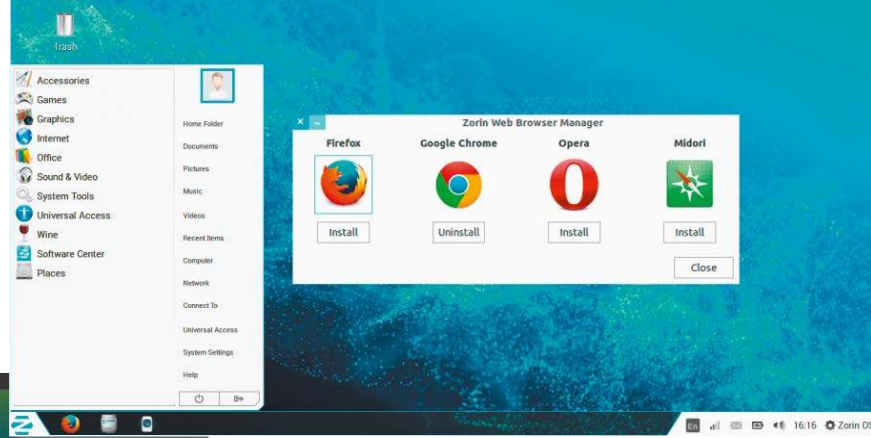 Trash
Accessories
Games
Graphics
Internet
Office
Sound & Video
System Tools
Universal Access
Wine
Software Center
Places
Home Folder
Documents
Pictures
Music
Videos
Recent Items
Computer
Network
Connect To
Universal Access
System Settings
Help
Zorin Web Browser Manager
Firefox Google Chrome Opera Midori
Install Uninstall Install Install
Close
En 16:16 Zorin OS